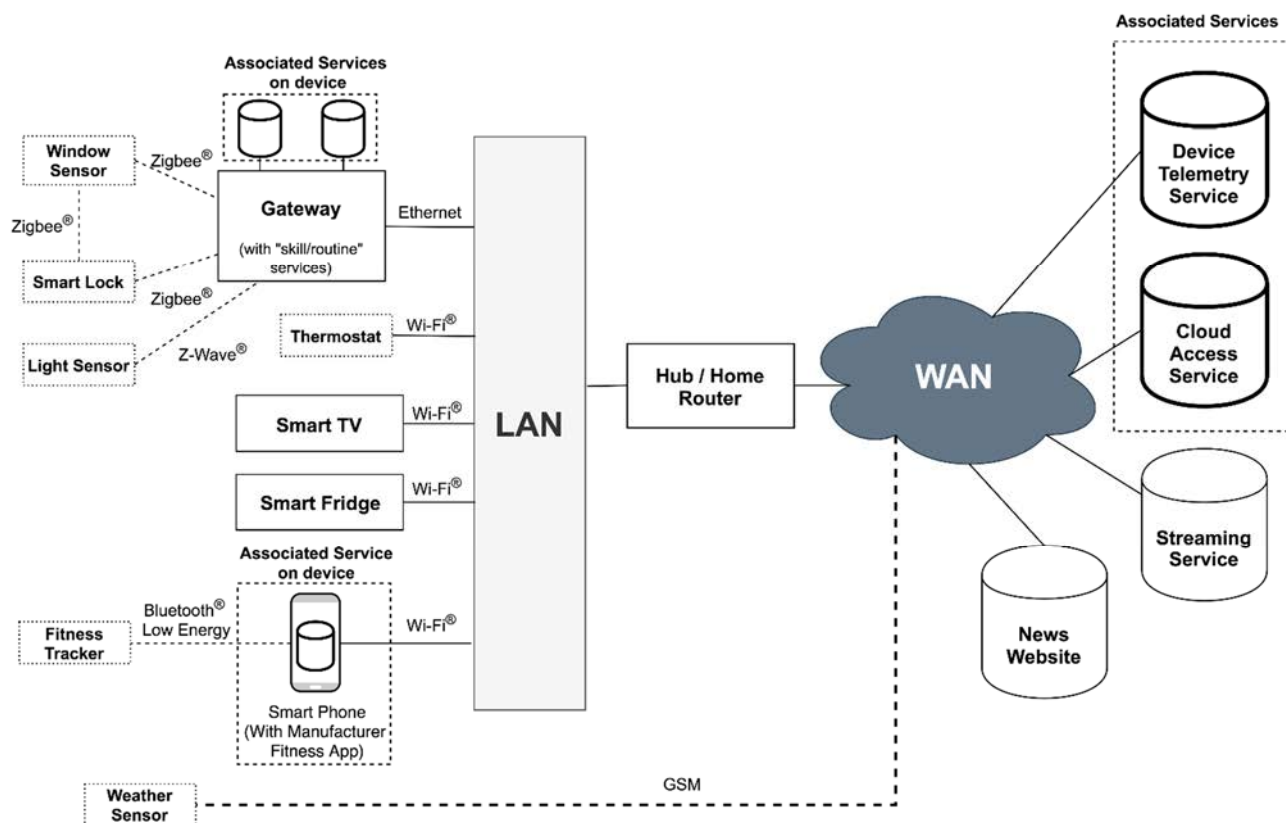 Associated Services
Associated Services
on device
Window
Sensor
Zigbee®
Device
Telemetry
Service
Gateway
(with "skill/routine"
services)
Ethernet
Zigbee®
Smart Lock
Zigbee®
Light Sensor
Z-Wave®
Thermostat
Wi-Fi®
Cloud
Access
Service
LAN
Hub / Home
Router
WAN
Smart TV
Wi-Fi®
Smart Fridge
Wi-Fi®
Streaming
Service
Associated Service
on device
Bluetooth®
Low Energy
Wi-Fi®
Fitness
Tracker
News
Website
Smart Phone
(With Manufacturer
Fitness App)
GSM
Weather
Sensor